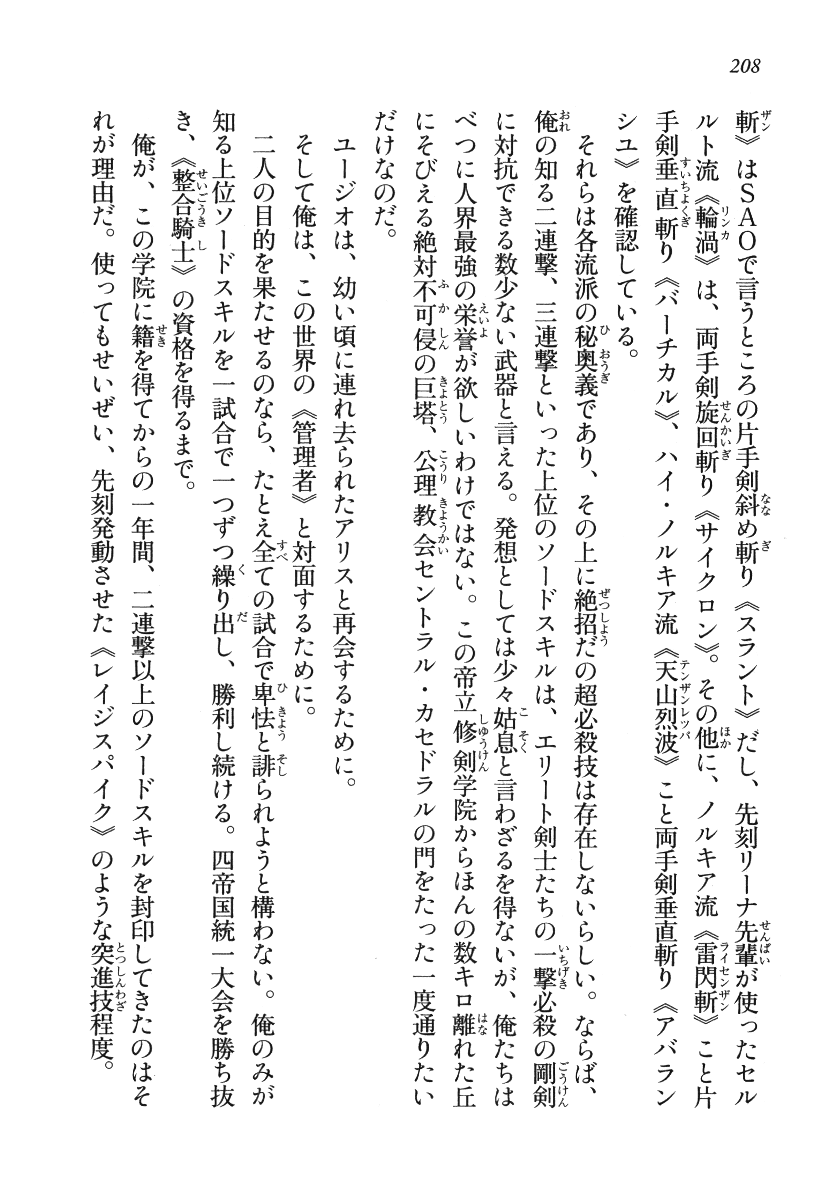 208
斬》はSAOで言うところの片手剣斜め斬り《スラント》だし、先刻リーナ先輩が使ったセル
ルト流《輪渦》は、両手剣旋回斬り《サイクロン》。その他に、ノルキア流《雷閃斬》こと片
手剣垂直斬り《バーチカル》、ハイ・ノルキア流《天山烈波》こと両手剣垂直斬り《アバラン
シュ》を確認している。
それらは各流派の秘奥義であり、その上に絶招だの超必殺技は存在しないらしい。ならば、
俺の知る二連撃、三連撃といった上位のソードスキルは、エリート剣士たちの一撃必殺の剛剣
に対抗できる数少ない武器と言える。発想としては少々姑息と言わざるを得ないが、俺たちは
べつに人界最強の栄誉が欲しいわけではない。この帝立修剣学院からほんの数キロ離れた丘
にそびえる絶対不可侵の巨塔、公理教会セントラル・カセドラルの門をたった一度通りたい
だけなのだ。
ユージオは、幼い頃に連れ去られたアリスと再会するために。
そして俺は、この世界の《管理者》と対面するために。
二人の目的を果たせるのなら、たとえ全ての試合で卑怯と誹られようと構わない。俺のみが
知る上位ソードスキルを一試合で一つずつ繰り出し、勝利し続ける。四帝国統一大会を勝ち抜
き、《整合騎士》の資格を得るまで。
俺が、この学院に籍を得てからの一年間、二連撃以上のソードスキルを封印してきたのはそ
れが理由だ。使ってもせいぜい、先刻発動させた《レイジスパイク》のような突進技程度。